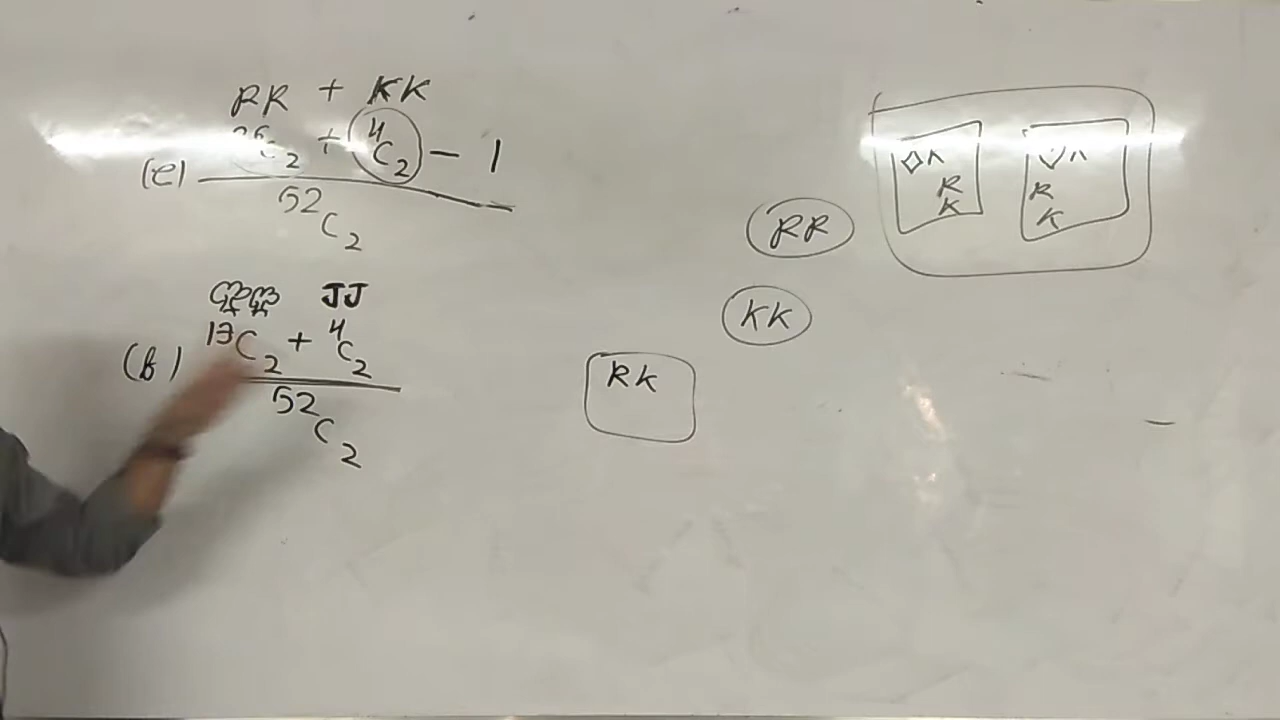 RR + KK
(c) 26C2 + 4C2 - 1
52C2
JJ
(b) 13C2 + 4C2
52C2
RR
KK
RK
◇ K
R
K
♡ K
R
K